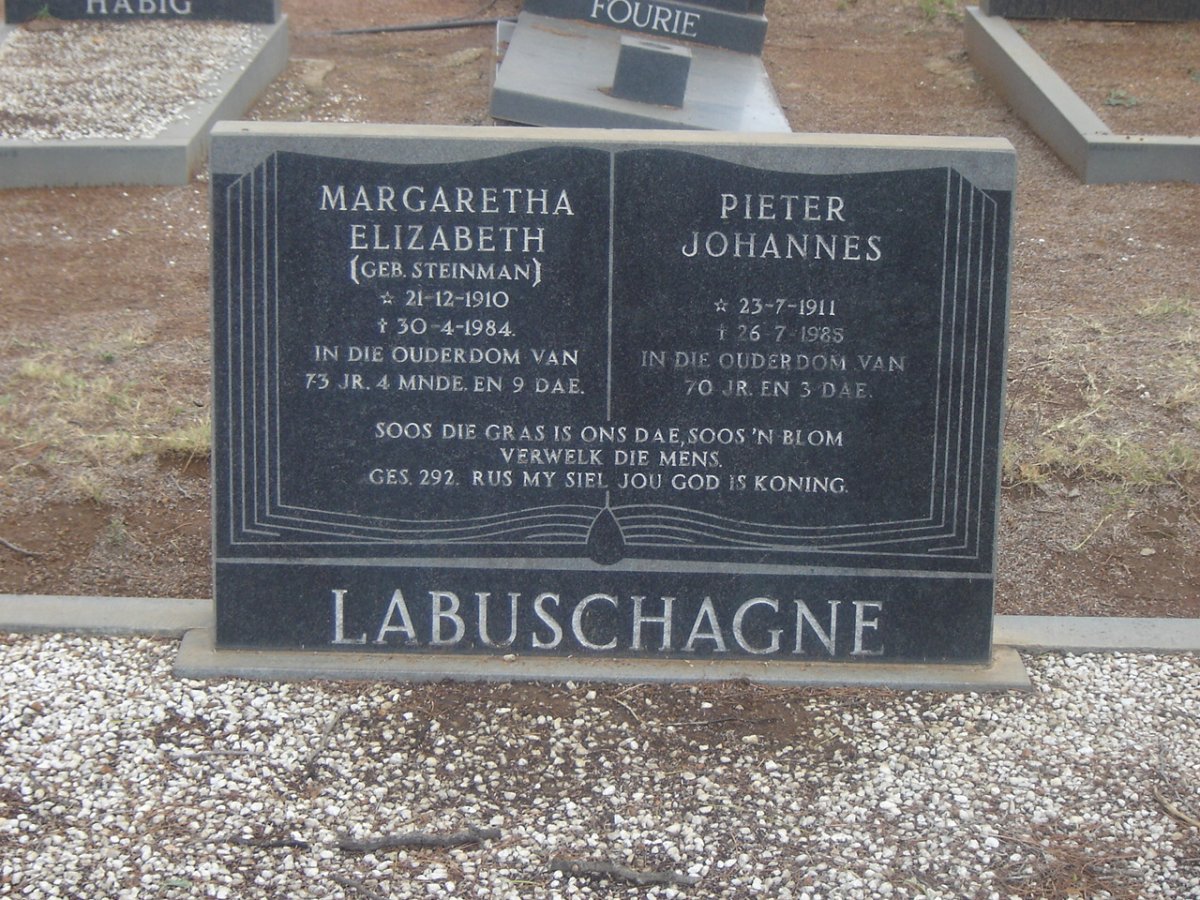 HABIG
FOURIE
MARGARETHA
ELIZABETH
(GEB. STEINMAN)
☆ 21-12-1910
† 30-4-1984.
IN DIE OUDERDOM VAN
73 JR. 4 MNDE. EN 9 DAE.
PIETER
JOHANNES
☆ 23-7-1911
† 26 7-1985
IN DIE OUDERDOM VAN
70 JR. EN 3 DAE.
SOOS DIE GRAS IS ONS DAE, SOOS 'N BLOM
VERWELK DIE MENS.
GES. 292. RUS MY SIEL JOU GOD IS KONING.
LABUSCHAGNE